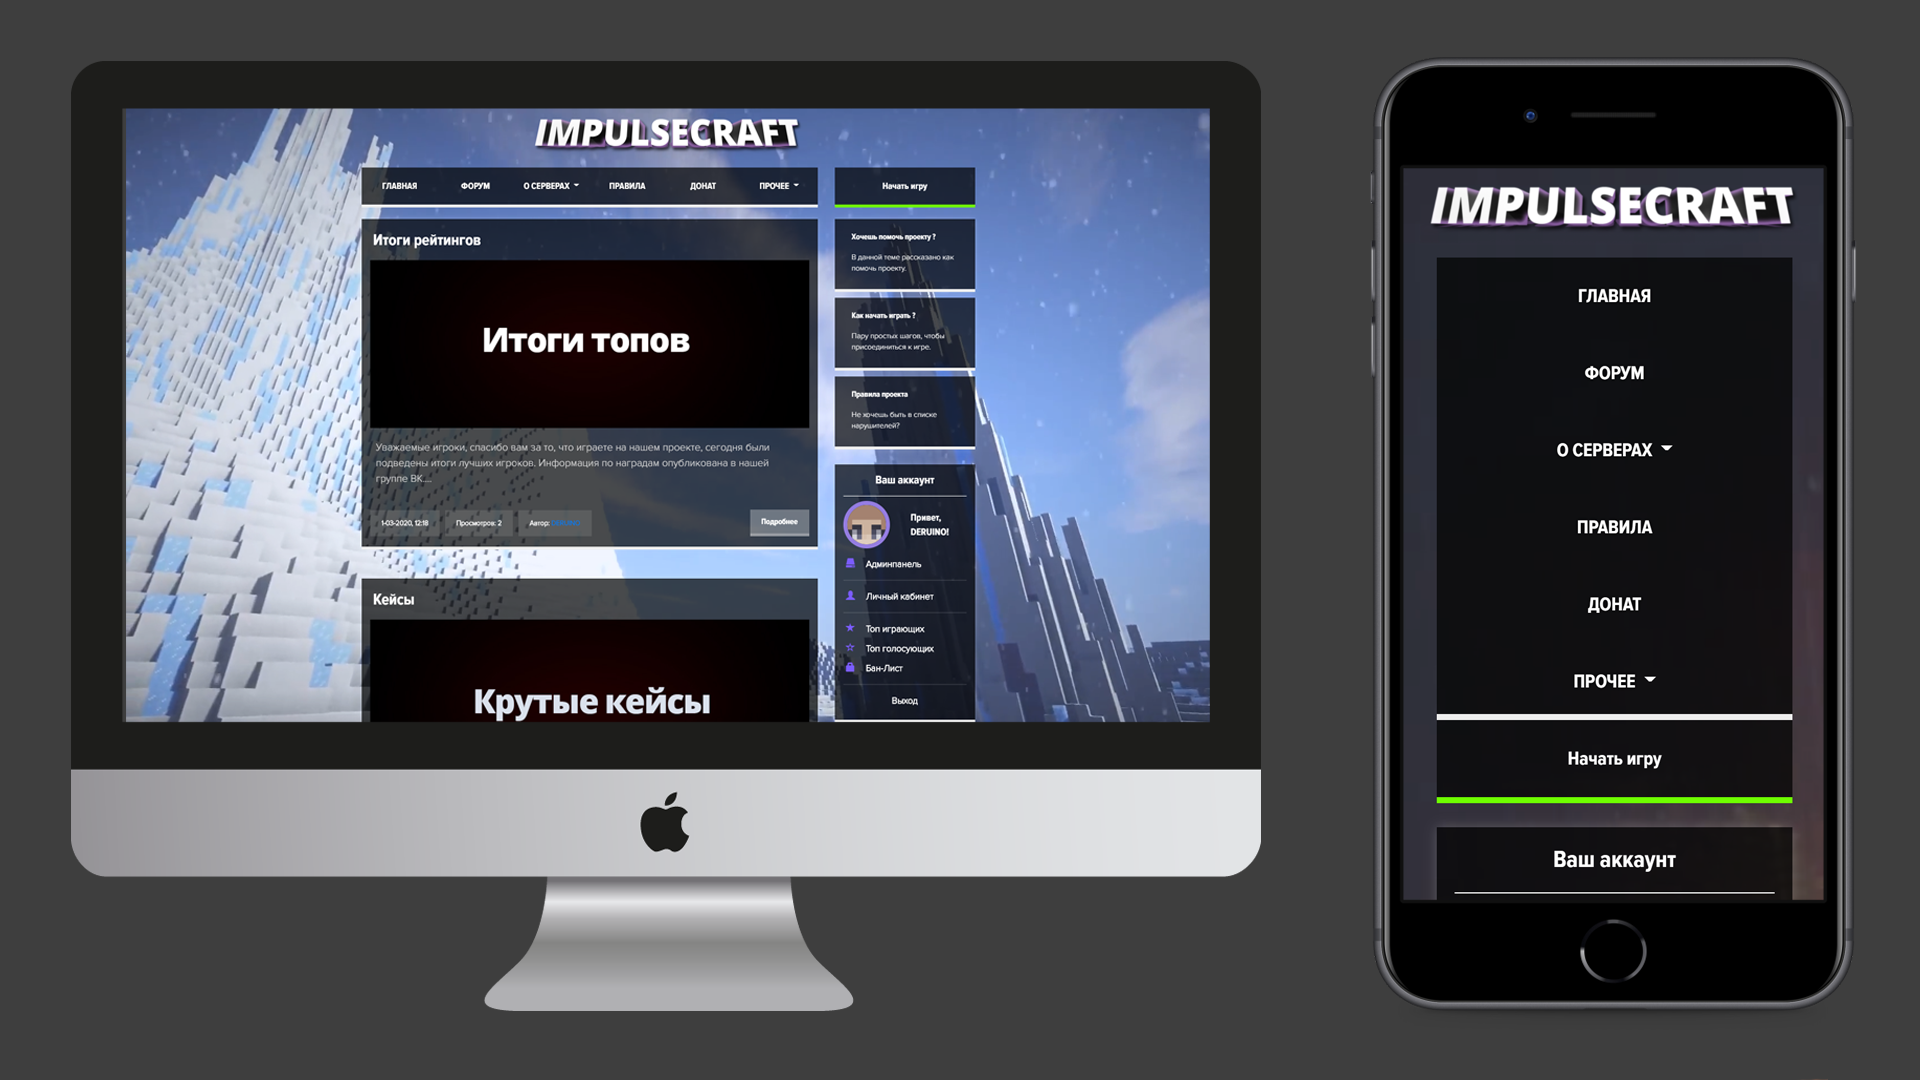 IMPULSECRAFT
ГЛАВНАЯ ФОРУМ О СЕРВЕРАХ ПРАВИЛА ДОНАТ ПРОЧЕЕ
Начать игру
Итоги рейтингов
Итоги топов
Уважаемые игроки, спасибо вам за то, что играете на нашем проекте, сегодня были
подведены итоги лучших игроков. Информация по наградам опубликована в нашей
группе ВК....
1-03-2020, 12:18 Просмотров: 2 Автор:
Подробнее
Кейсы
Крутые кейсы
Хочешь помочь проекту ?
В данной теме рассказано как
помочь проекту.
Как начать играть ?
Пару простых шагов, чтобы
присоединиться к игре.
Правила проекта
Не хочешь быть в списке
нарушителей?
Ваш аккаунт
Привет,
DERUINO!
Админпанель
Личный кабинет
Топ играющих
Топ голосующих
Бан-Лист
Выход
IMPULSECRAFT
ГЛАВНАЯ
ФОРУМ
О СЕРВЕРАХ
ПРАВИЛА
ДОНАТ
ПРОЧЕЕ
Начать игру
Ваш аккаунт